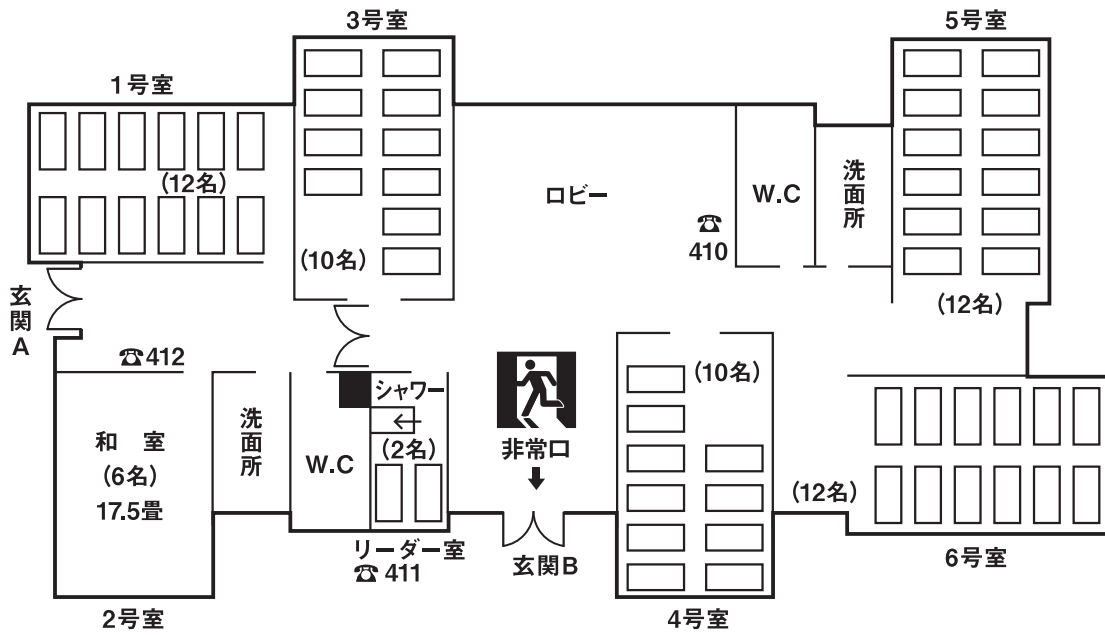 3号室
5号室
1号室
(12名)
ロビー
W.C
洗面所
☎
410
(10名)
(12名)
玄関A
☎412
(10名)
シャワー
洗面所
和 室
(6名)
17.5畳
W.C
(2名)
非常口
(12名)
リーダー室
☎ 411
玄関B
6号室
2号室
4号室